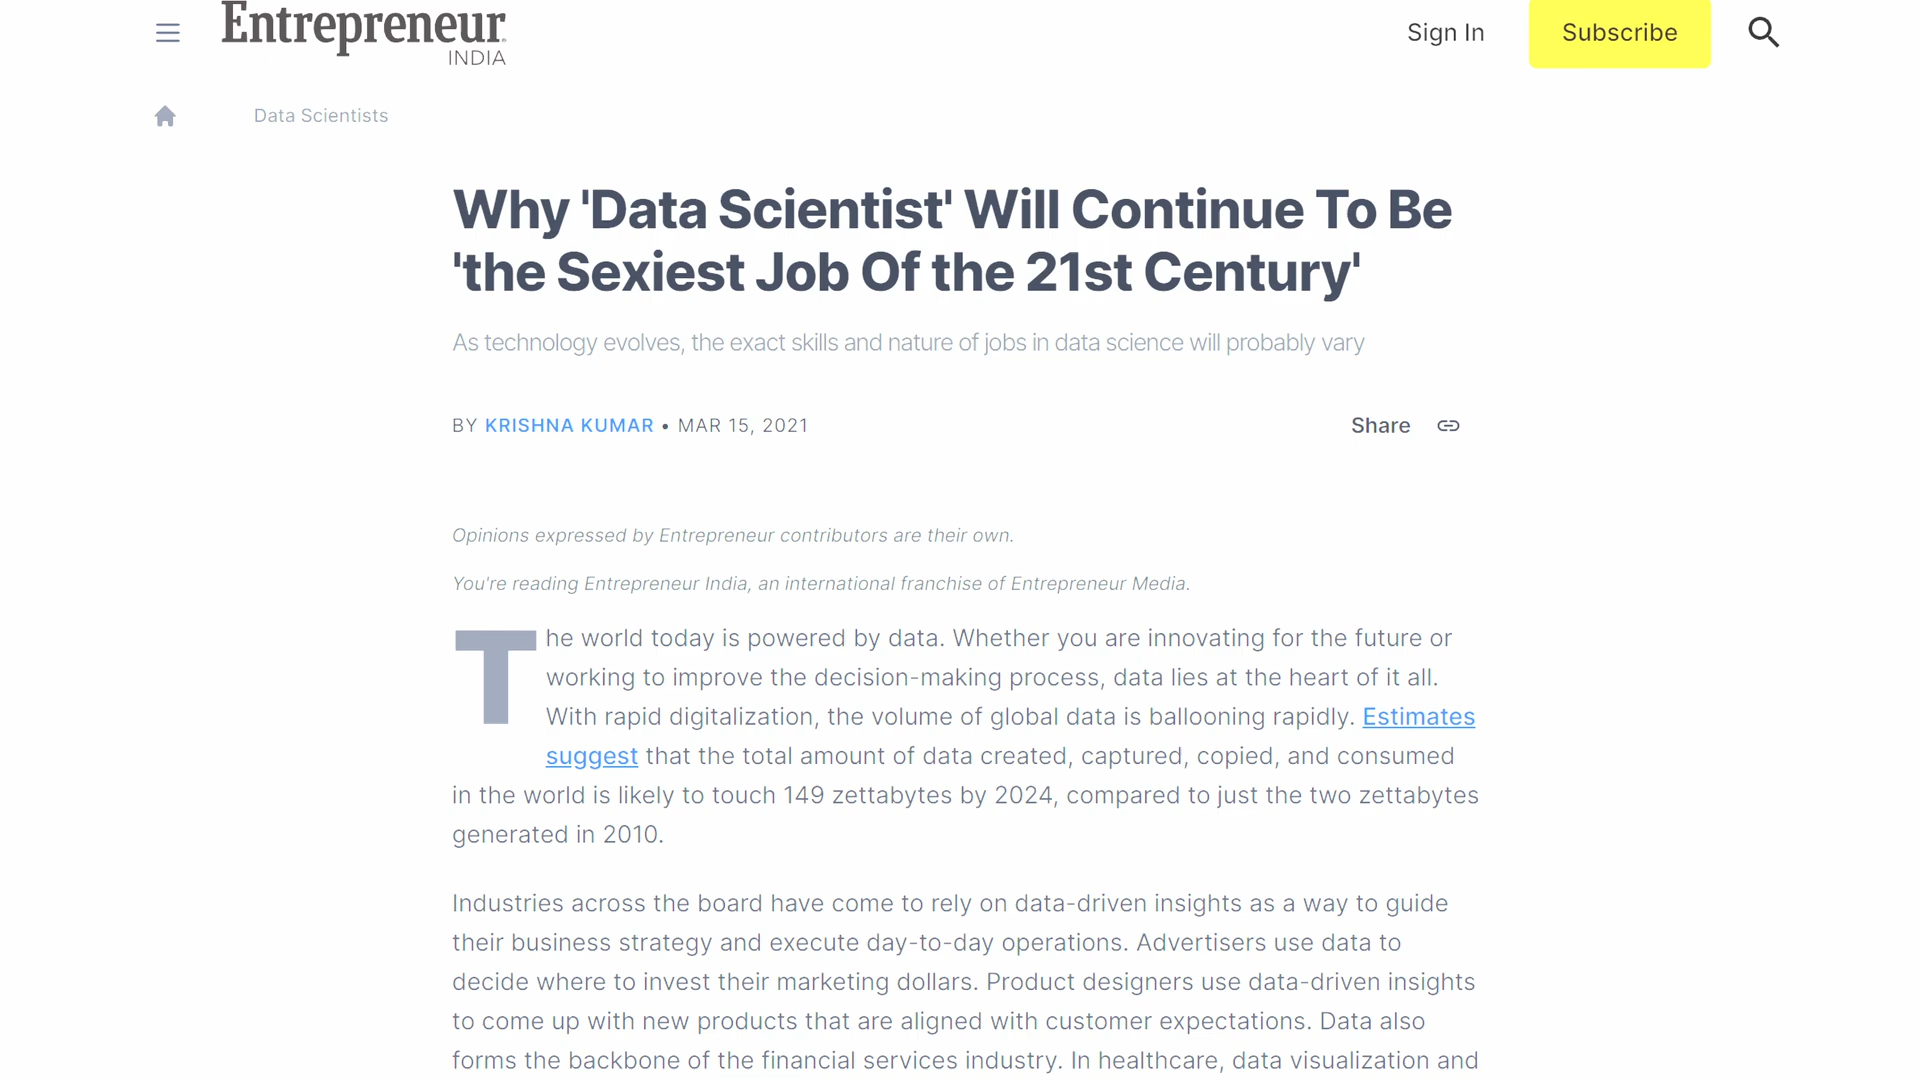 Entrepreneur
INDIA
Sign In
Subscribe
Data Scientists
Why 'Data Scientist' Will Continue To Be
'the Sexiest Job Of the 21st Century'
As technology evolves, the exact skills and nature of jobs in data science will probably vary
BY KRISHNA KUMAR • MAR 15, 2021
Share
Opinions expressed by Entrepreneur contributors are their own.
You're reading Entrepreneur India, an international franchise of Entrepreneur Media.
The world today is powered by data. Whether you are innovating for the future or
working to improve the decision-making process, data lies at the heart of it all.
With rapid digitalization, the volume of global data is ballooning rapidly. Estimates
suggest that the total amount of data created, captured, copied, and consumed
in the world is likely to touch 149 zettabytes by 2024, compared to just the two zettabytes
generated in 2010.
Industries across the board have come to rely on data-driven insights as a way to guide
their business strategy and execute day-to-day operations. Advertisers use data to
decide where to invest their marketing dollars. Product designers use data-driven insights
to come up with new products that are aligned with customer expectations. Data also
forms the backbone of the financial services industry. In healthcare, data visualization and